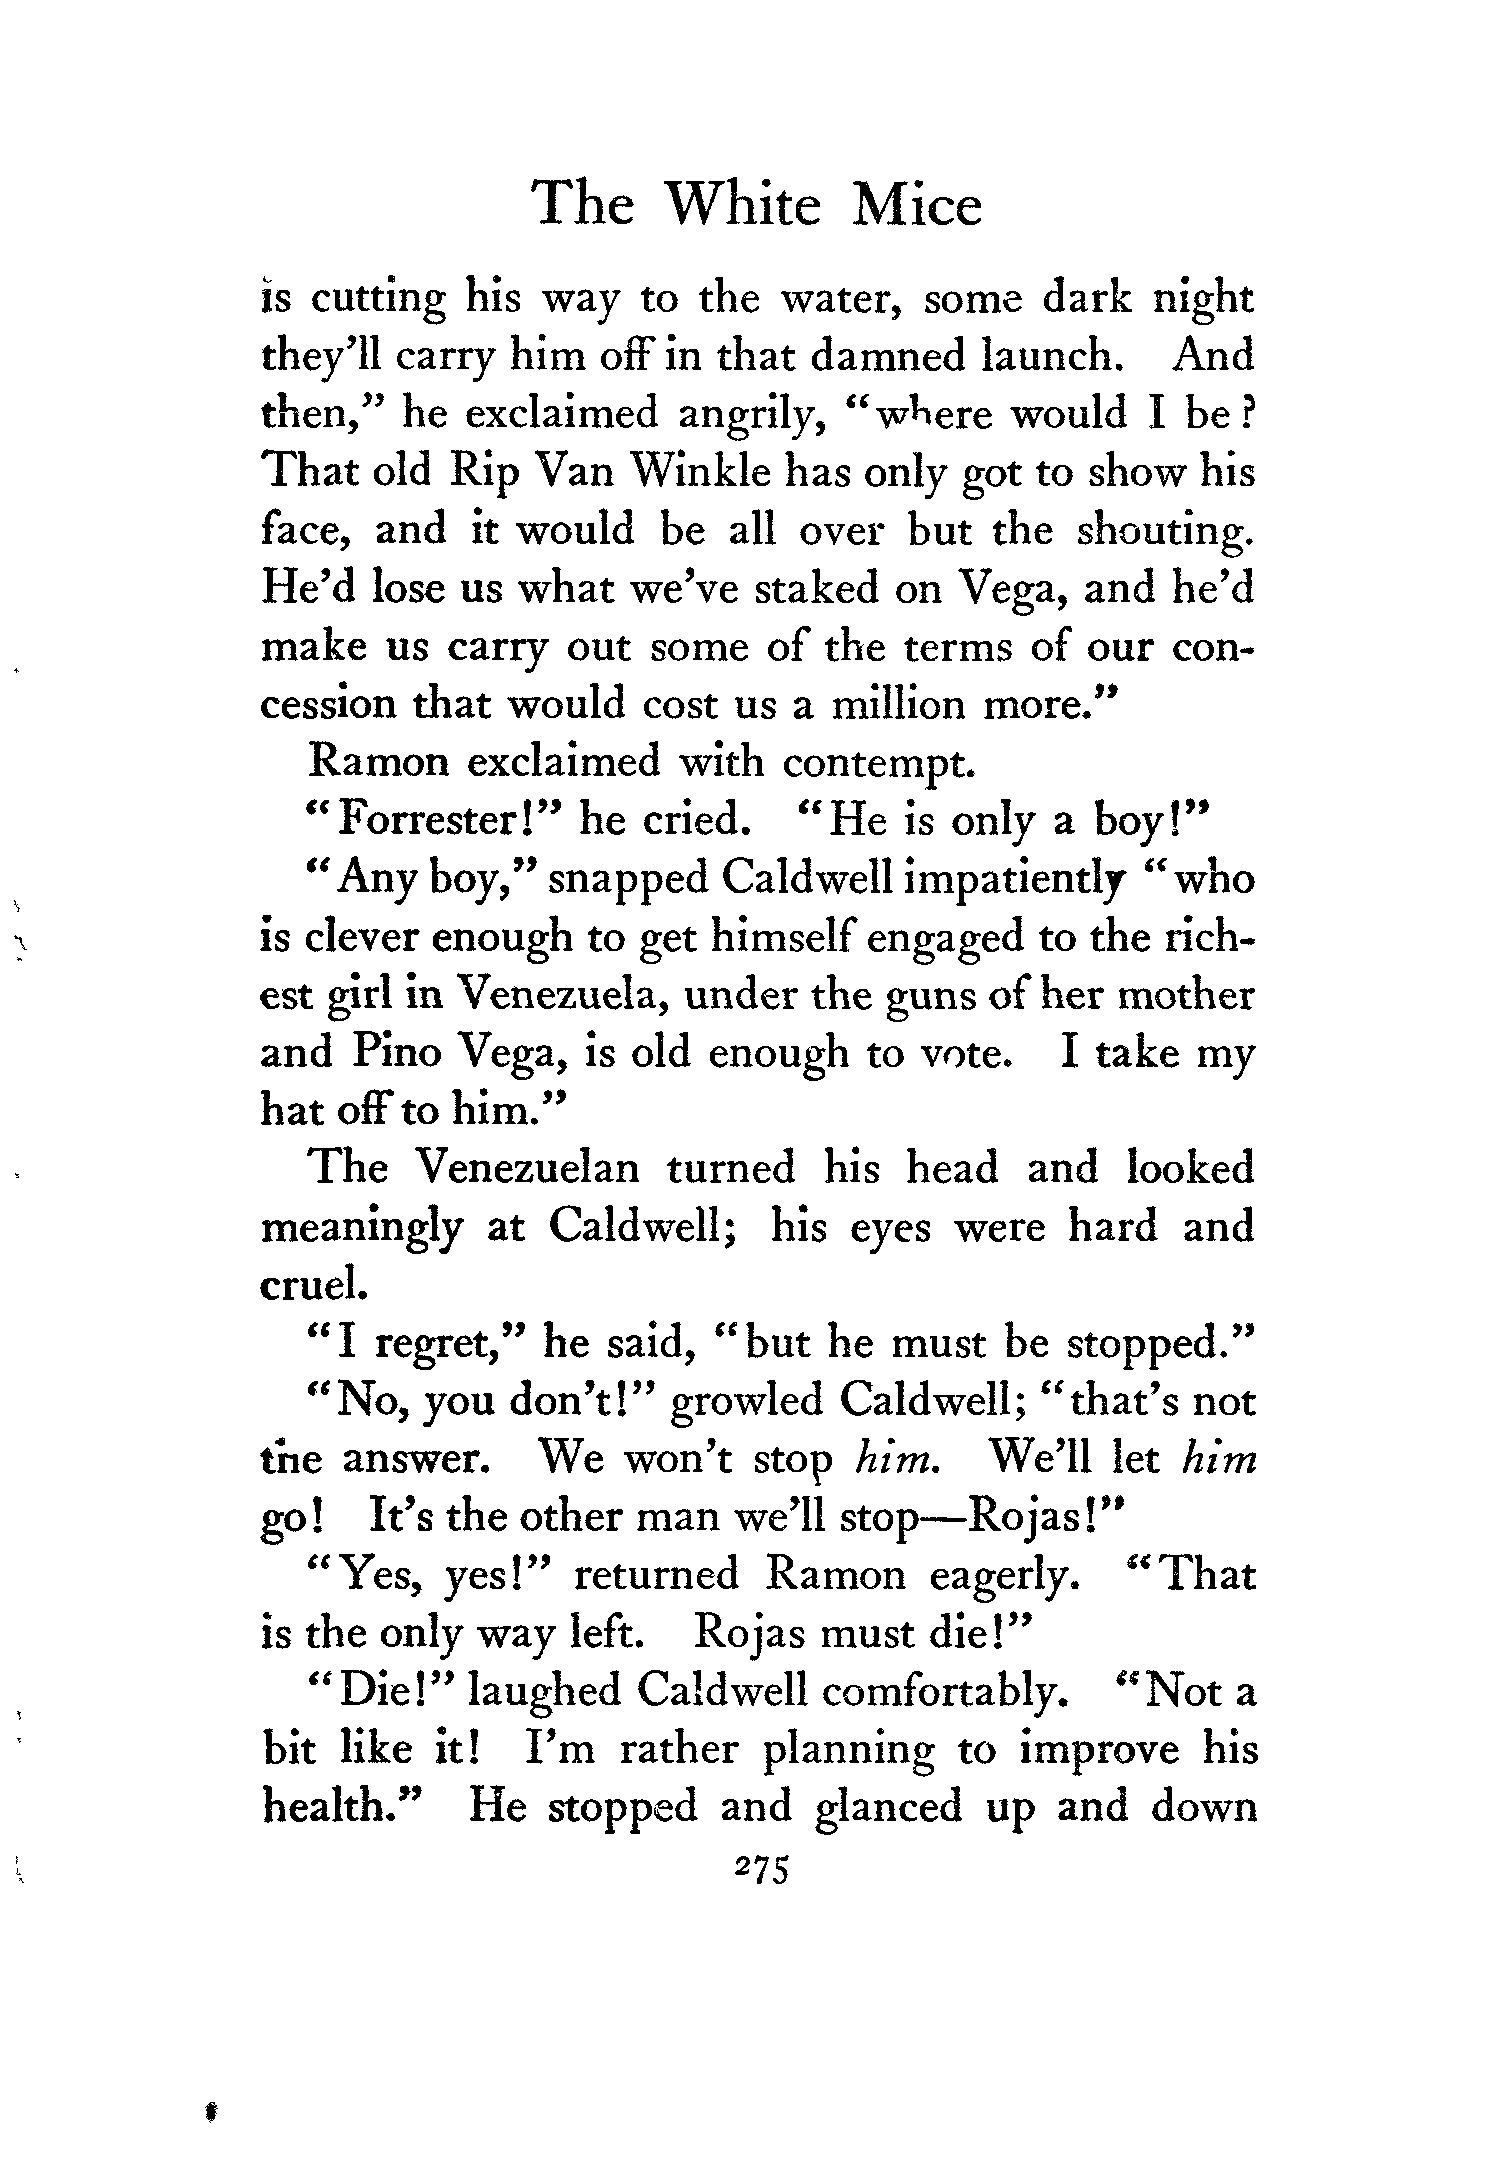 The White Mice
is cutting his way to the water, some dark night
they'll carry him off in that damned launch. And
then," he exclaimed angrily, "where would I be?
That old Rip Van Winkle has only got to show his
face, and it would be all over but the shouting.
He'd lose us what we've staked on Vega, and he'd
make us carry out some of the terms of our con-
cession that would cost us a million more."
Ramon exclaimed with contempt.
"Forrester!" he cried. "He is only a boy!"
"Any boy," snapped Caldwell impatiently "who
is clever enough to get himself engaged to the rich-
est girl in Venezuela, under the guns of her mother
and Pino Vega, is old enough to vote. I take my
hat off to him."
The Venezuelan turned his head and looked
meaningly at Caldwell; his eyes were hard and
cruel.
"I regret," he said, "but he must be stopped."
"No, you don't!" growled Caldwell; "that's not
the answer. We won't stop him. We'll let him
go! It's the other man we'll stop—Rojas!"
"Yes, yes!" returned Ramon eagerly. "That
is the only way left. Rojas must die!"
"Die!" laughed Caldwell comfortably. "Not a
bit like it! I'm rather planning to improve his
health." He stopped and glanced up and down
275